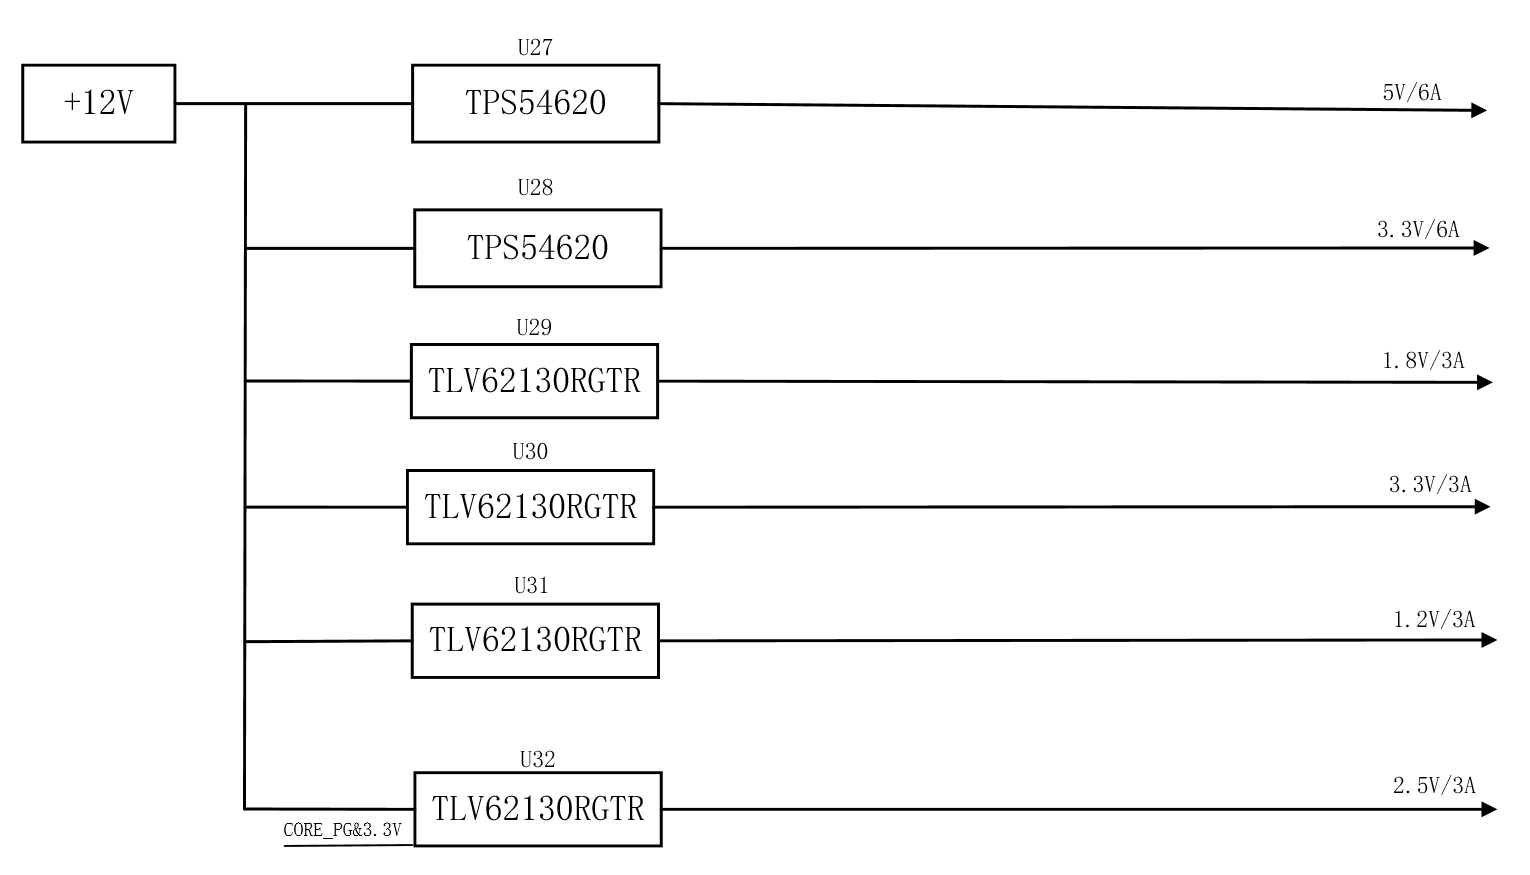 U27
+12V
TPS54620
5V/6A
U28
TPS54620
3.3V/6A
U29
TLV62130RGTR
1.8V/3A
U30
TLV62130RGTR
3.3V/3A
U31
TLV62130RGTR
1.2V/3A
U32
TLV62130RGTR
2.5V/3A
CORE_PG&3.3V